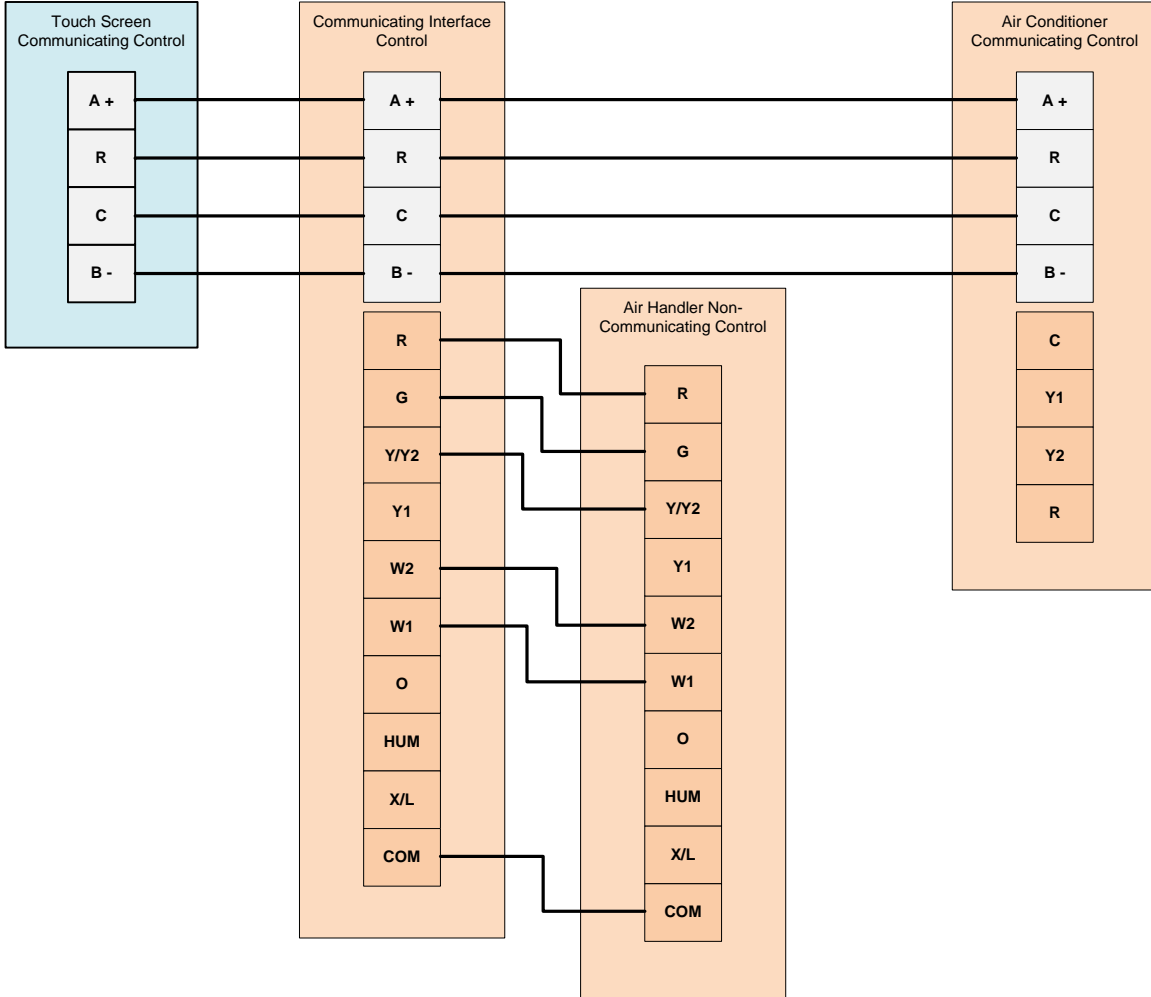 Touch Screen
Communicating Control
A +
R
C
B -
Communicating Interface
Control
A +
R
C
B -
R
G
Y/Y2
Y1
W2
W1
O
HUM
X/L
COM
Air Handler Non-
Communicating Control
R
G
Y/Y2
Y1
W2
W1
O
HUM
X/L
COM
Air Conditioner
Communicating Control
A +
R
C
B -
C
Y1
Y2
R